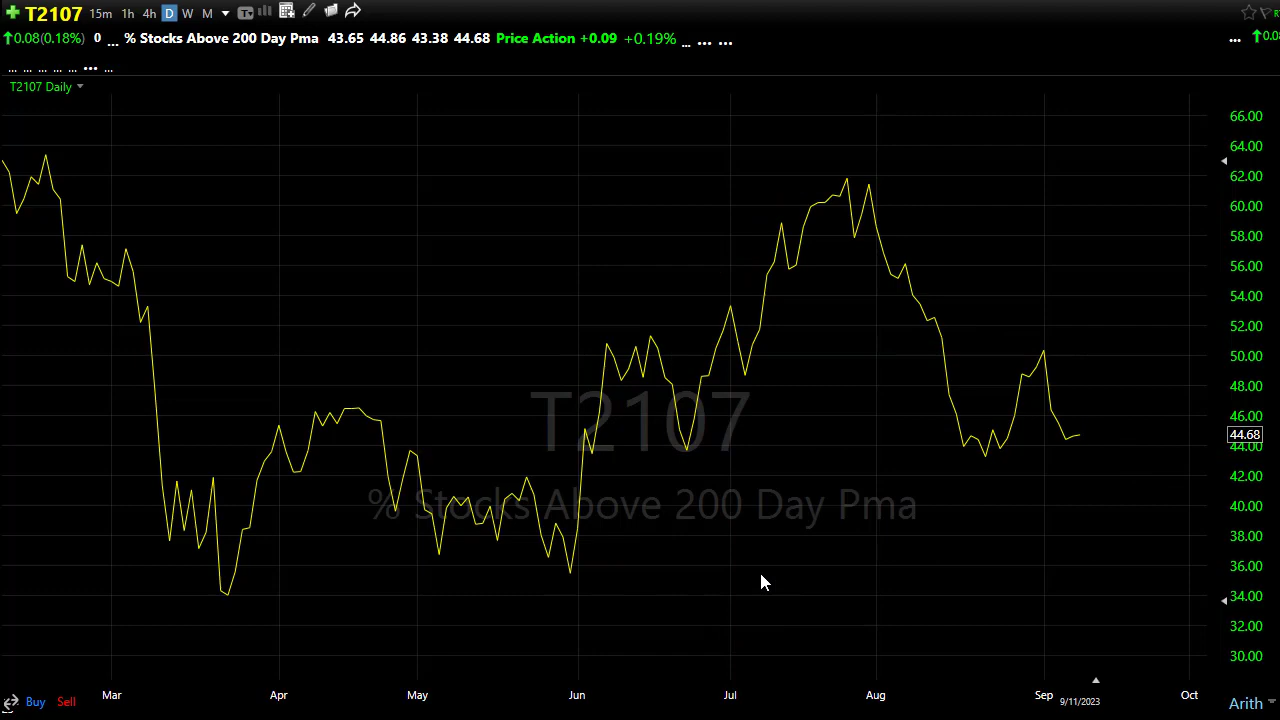 T2107 15m 1h 4h D W M
↑0.08(0.18%) 0 ... % Stocks Above 200 Day Pma 43.65 44.86 43.38 44.68 Price Action +0.09 +0.19% ... ... ... ... ↑0.0
... ... ... ... ... ... ...
T2107 Daily
66.00
64.00
62.00
60.00
58.00
56.00
54.00
52.00
50.00
48.00
46.00
44.68
44.00
42.00
40.00
38.00
36.00
34.00
32.00
30.00
T2107
% Stocks Above 200 Day Pma
Mar Apr May Jun Jul Aug Sep Oct
9/11/2023
Buy Sell Arith